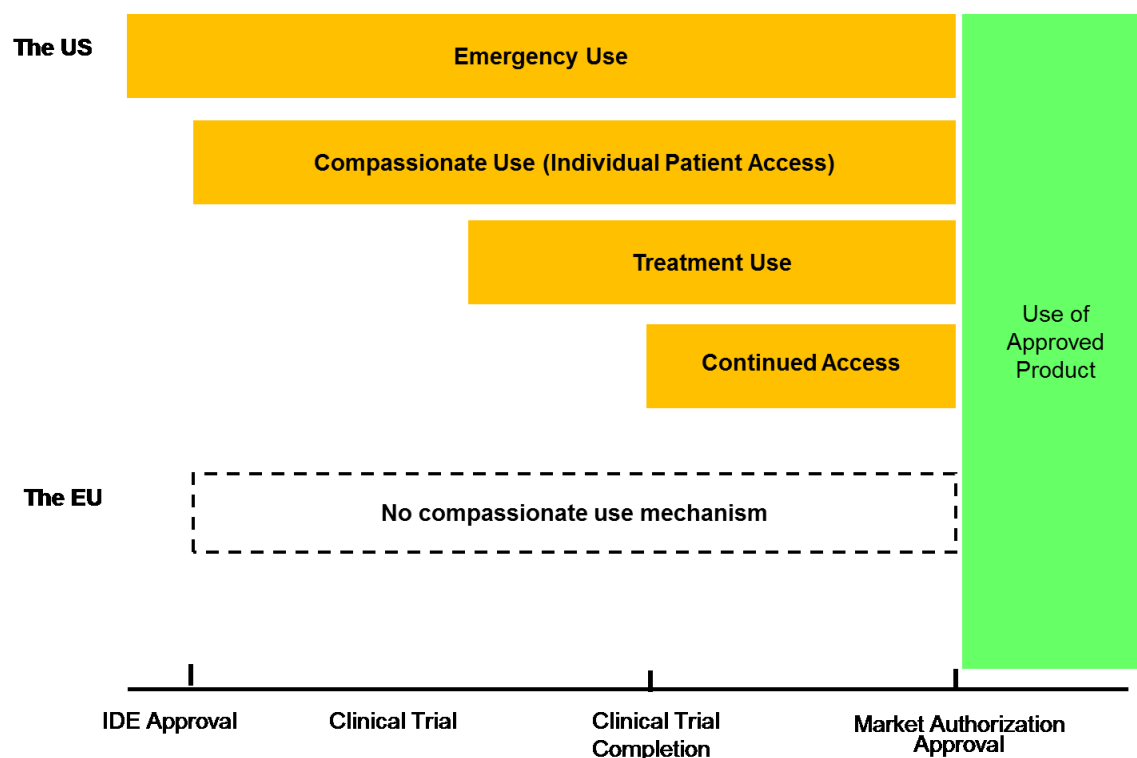 The US
Emergency Use
Compassionate Use (Individual Patient Access)
Treatment Use
Continued Access
Use of
Approved
Product
The EU
No compassionate use mechanism
IDE Approval
Clinical Trial
Clinical Trial
Completion
Market Authorization
Approval